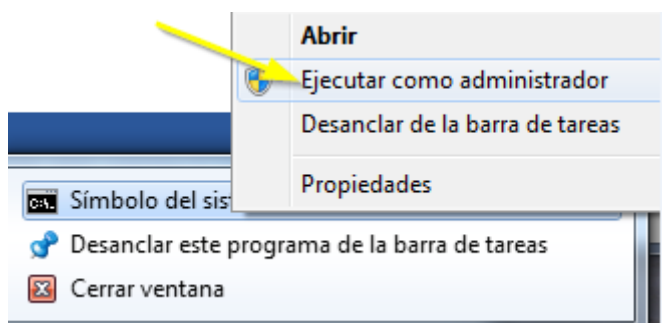 Abrir
Ejecutar como administrador
Desanclar de la barra de tareas
Propiedades
Símbolo del sis
Desanclar este programa de la barra de tareas
Cerrar ventana